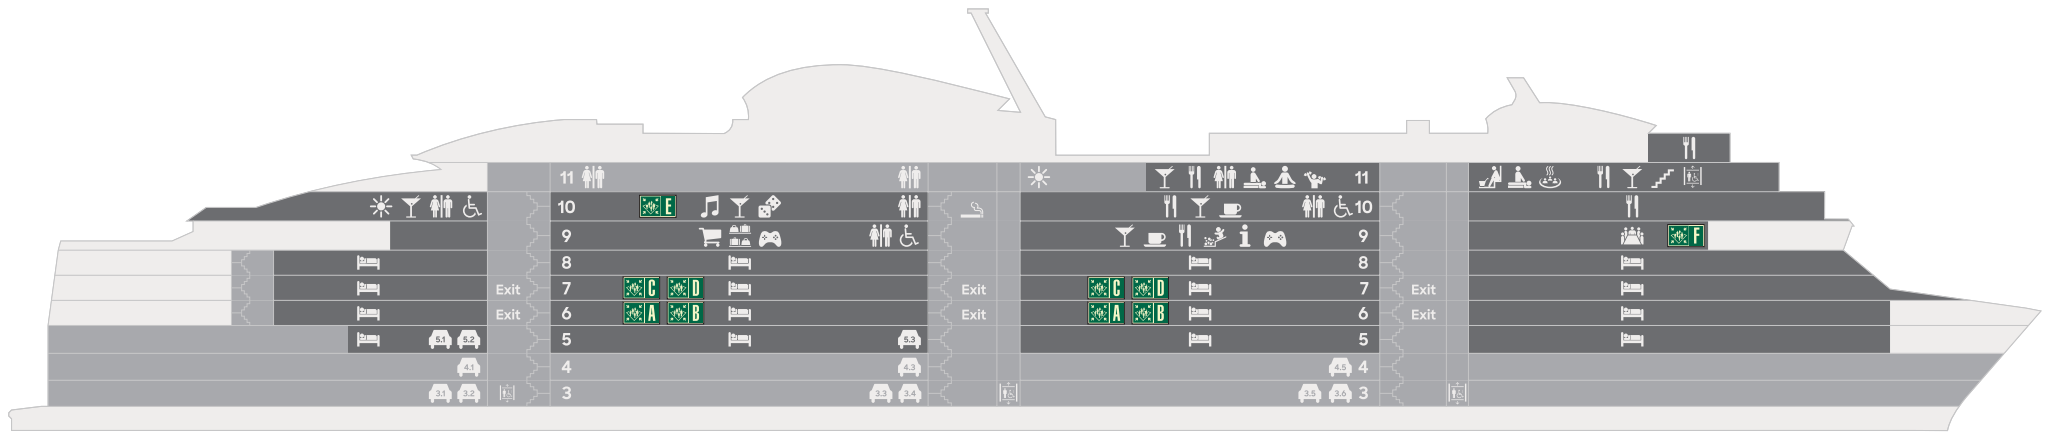 11 11
10 E 10
9 9 F
8 8
Exit 7 C D Exit C D 7 Exit
Exit 6 A B Exit A B 6 Exit
5.1 5.2 5 5.3 5
4.1 4 4.3 4.5 4
3.1 3.2 3 3.3 3.4 3.5 3.6 3